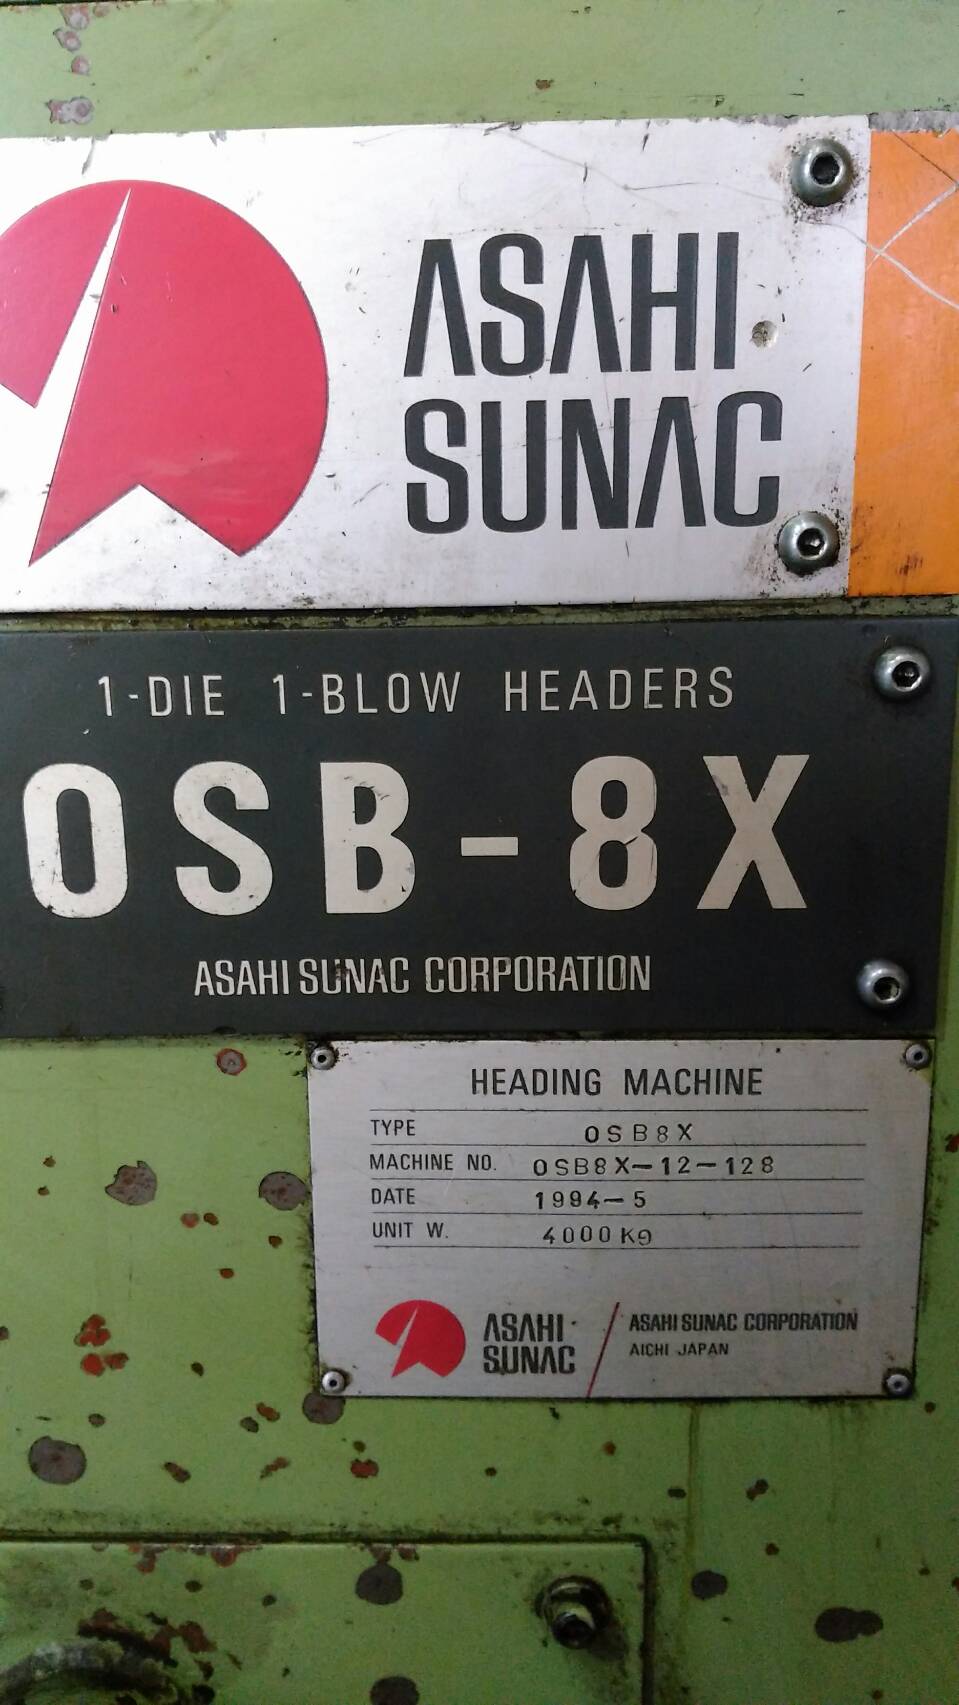 ASAHI
SUNAC
1-DIE 1-BLOW HEADERS
OSB-8X
ASAHI SUNAC CORPORATION
HEADING MACHINE
TYPE OSB8X
MACHINE NO. OSB8X-12-128
DATE 1994-5
UNIT W. 4000Kg
ASAHI
SUNAC
ASAHI SUNAC CORPORATION
AICHI JAPAN